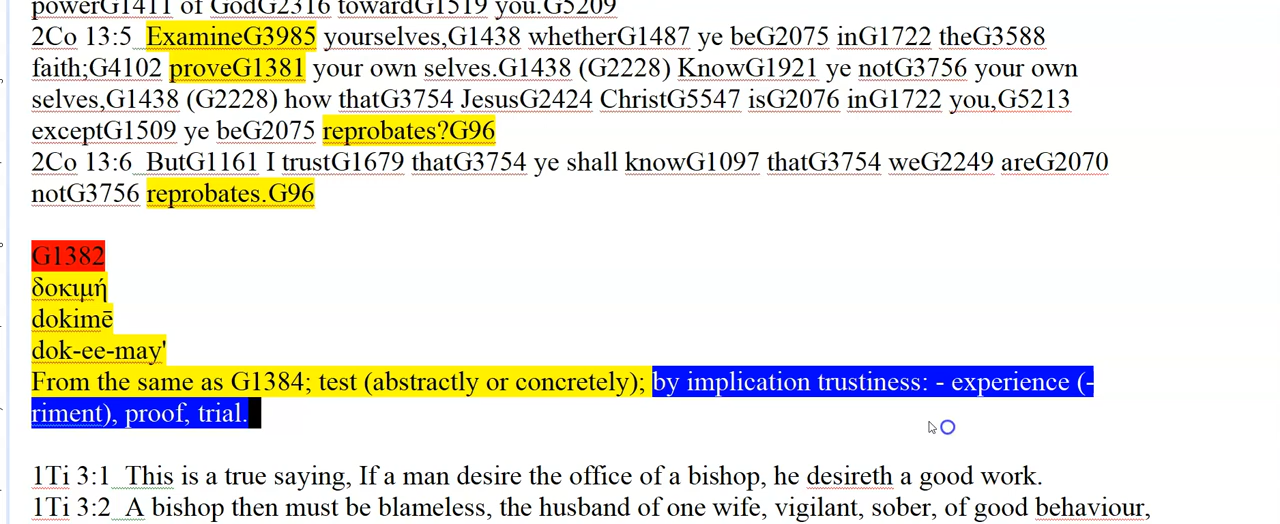 powerG1411 of GodG2316 towardG1519 you.G5209
2Co 13:5 ExamineG3985 yourselves,G1438 whetherG1487 ye beG2075 inG1722 theG3588
faith;G4102 proveG1381 your own selves.G1438 (G2228) KnowG1921 ye notG3756 your own
selves,G1438 (G2228) how thatG3754 JesusG2424 ChristG5547 isG2076 inG1722 you,G5213
exceptG1509 ye beG2075 reprobates?G96
2Co 13:6 ButG1161 I trustG1679 thatG3754 ye shall knowG1097 thatG3754 weG2249 areG2070
notG3756 reprobates.G96
G1382
δοκιμή
dokimē
dok-ee-may'
From the same as G1384; test (abstractly or concretely); by implication trustiness: - experience (-
riment), proof, trial.
1Ti 3:1 This is a true saying, If a man desire the office of a bishop, he desireth a good work.
1Ti 3:2 A bishop then must be blameless, the husband of one wife, vigilant, sober, of good behaviour,